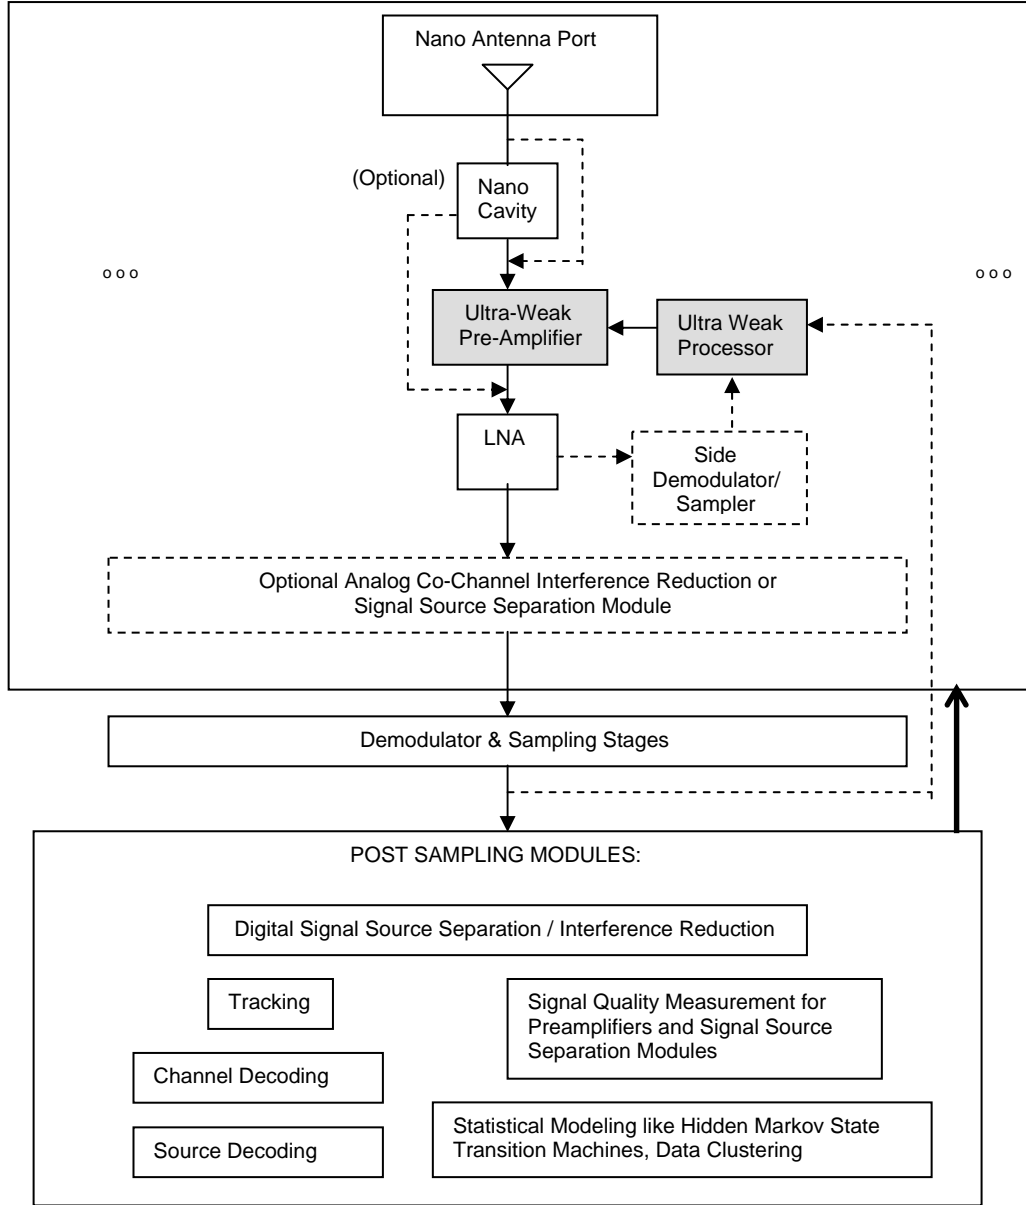 Nano Antenna Port
(Optional)
Nano
Cavity
o o o
o o o
Ultra-Weak
Pre-Amplifier
Ultra Weak
Processor
LNA
Side
Demodulator/
Sampler
Optional Analog Co-Channel Interference Reduction or
Signal Source Separation Module
Demodulator & Sampling Stages
POST SAMPLING MODULES:
Digital Signal Source Separation / Interference Reduction
Tracking
Signal Quality Measurement for
Preamplifiers and Signal Source
Separation Modules
Channel Decoding
Source Decoding
Statistical Modeling like Hidden Markov State
Transition Machines, Data Clustering